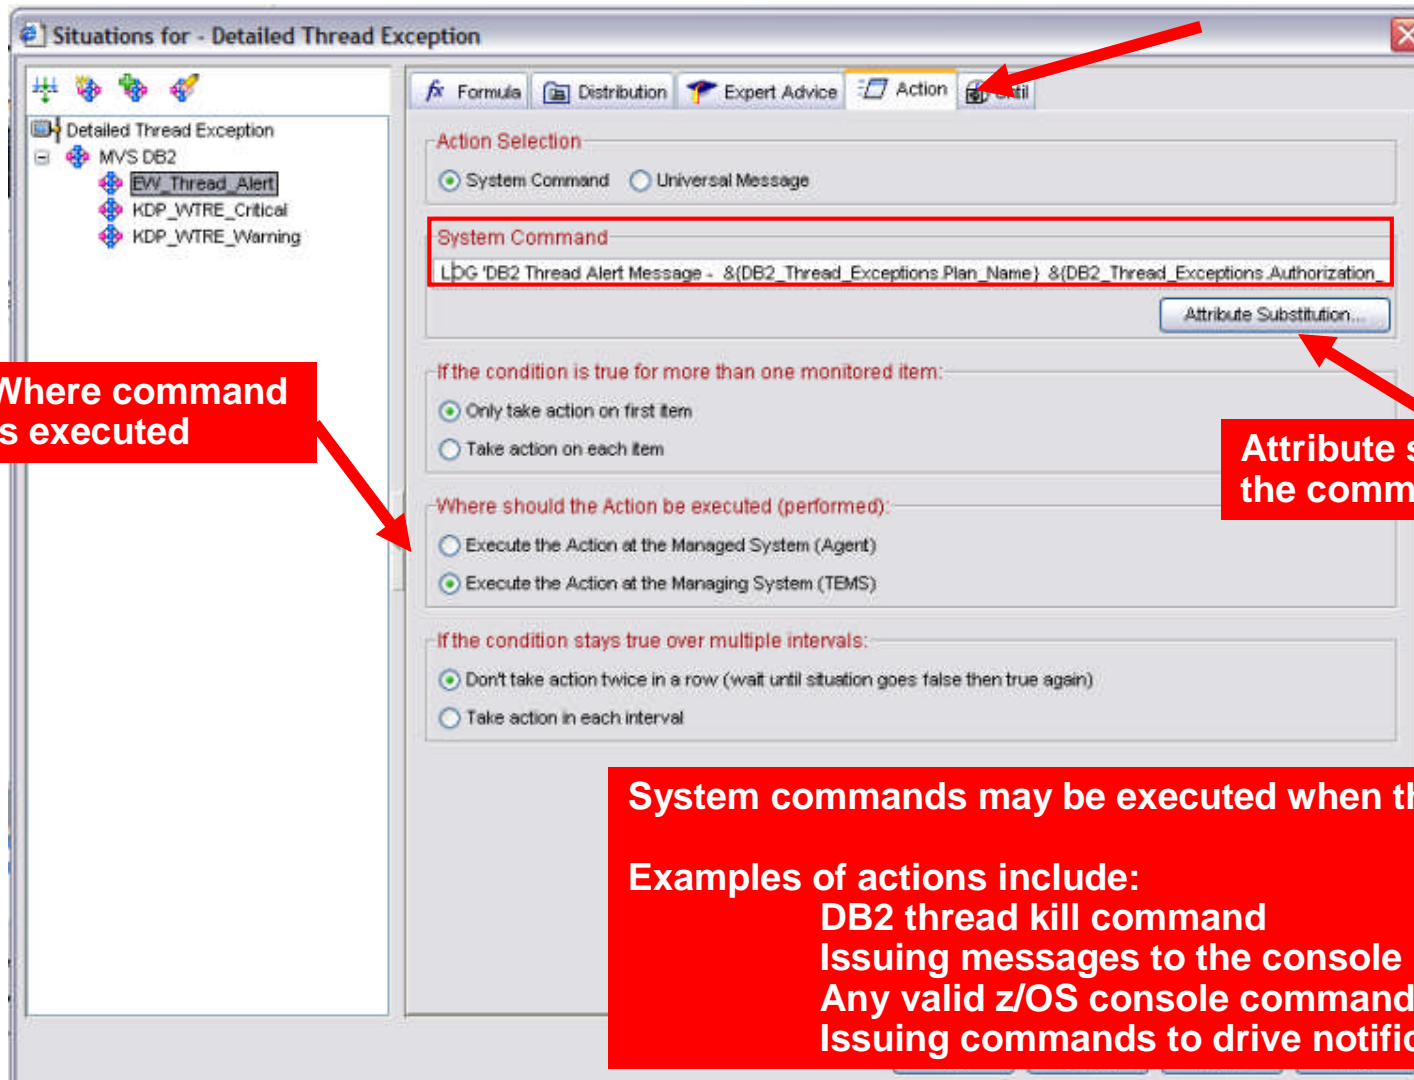 Situations for - Detailed Thread Exception
Formula
Distribution
Expert Advice
Action
Until
Detailed Thread Exception
MVS DB2
EW_Thread_Alert
KDP_WTRE_Critical
KDP_WTRE_Warning
Action Selection
System Command
Universal Message
System Command
LOG 'DB2 Thread Alert Message - &{DB2_Thread_Exceptions.Plan_Name} &{DB2_Thread_Exceptions.Authorization_
Attribute Substitution...
If the condition is true for more than one monitored item:
Only take action on first item
Take action on each item
Where command
s executed
Attribute s
the comm
Where should the Action be executed (performed):
Execute the Action at the Managed System (Agent)
Execute the Action at the Managing System (TEMS)
If the condition stays true over multiple intervals:
Don't take action twice in a row (wait until situation goes false then true again)
Take action in each interval
System commands may be executed when th
Examples of actions include:
DB2 thread kill command
Issuing messages to the console
Any valid z/OS console command
Issuing commands to drive notific